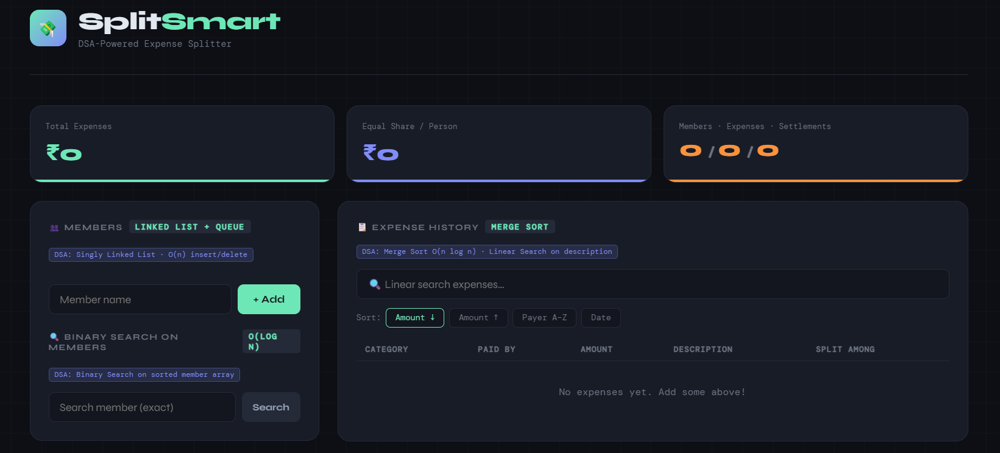 SplitSmart
DSA-Powered Expense Splitter
Total Expenses
₹0
Equal Share / Person
₹0
Members · Expenses · Settlements
0 / 0 / 0
MEMBERS LINKED LIST + QUEUE
DSA: Singly Linked List · O(n) insert/delete
Member name
+ Add
BINARY SEARCH ON
MEMBERS
O(LOG
N)
DSA: Binary Search on sorted member array
Search member (exact)
Search
EXPENSE HISTORY MERGE SORT
DSA: Merge Sort O(n log n) · Linear Search on description
Linear search expenses...
Sort: Amount ↓ Amount ↑ Payer A–Z Date
CATEGORY PAID BY AMOUNT DESCRIPTION SPLIT AMONG
No expenses yet. Add some above!